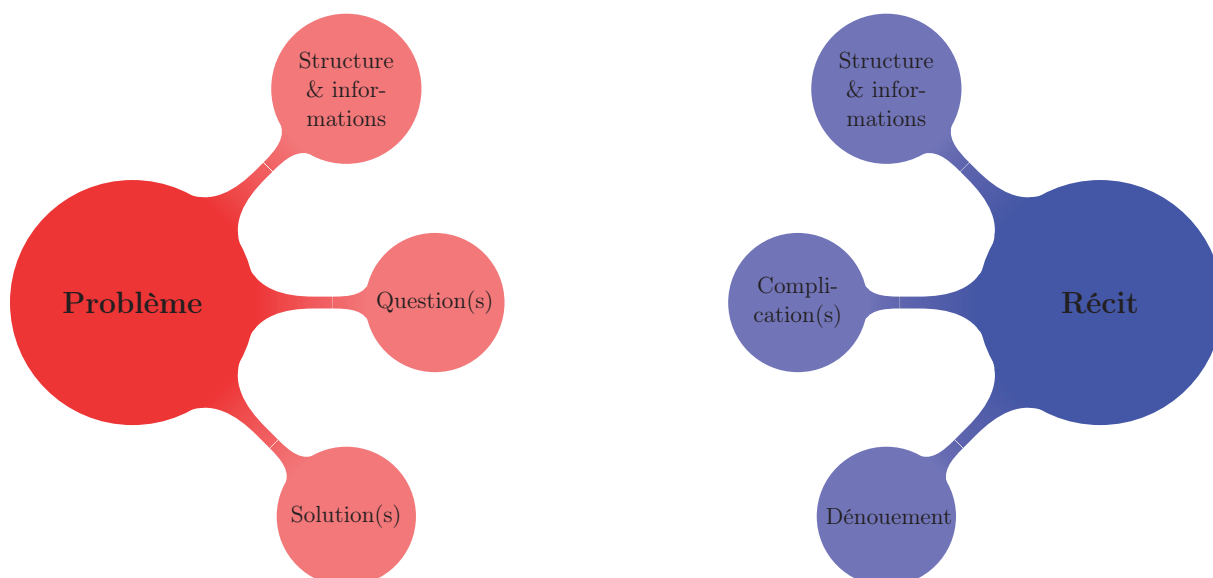 Structure
& infor-
mations
Problème
Question(s)
Solution(s)
Structure
& infor-
mations
Compli-
cation(s)
Récit
Dénouement